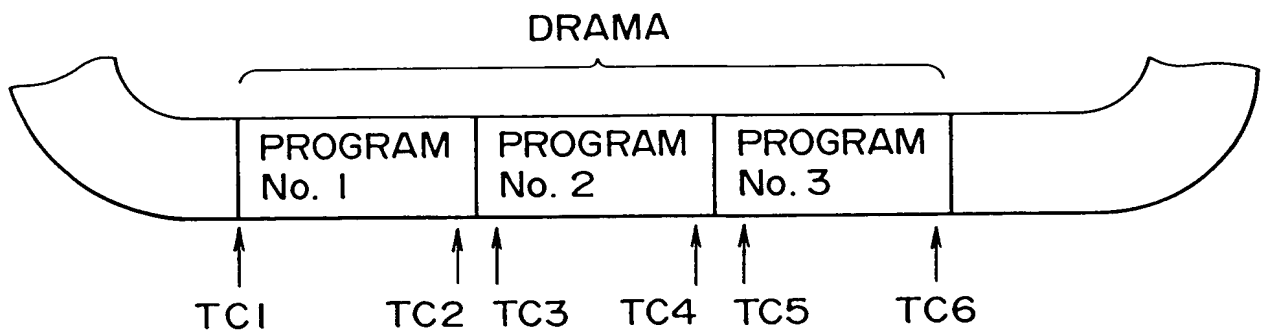 DRAMA
PROGRAM No. 1
PROGRAM No. 2
PROGRAM No. 3
TC1
TC2
TC3
TC4
TC5
TC6